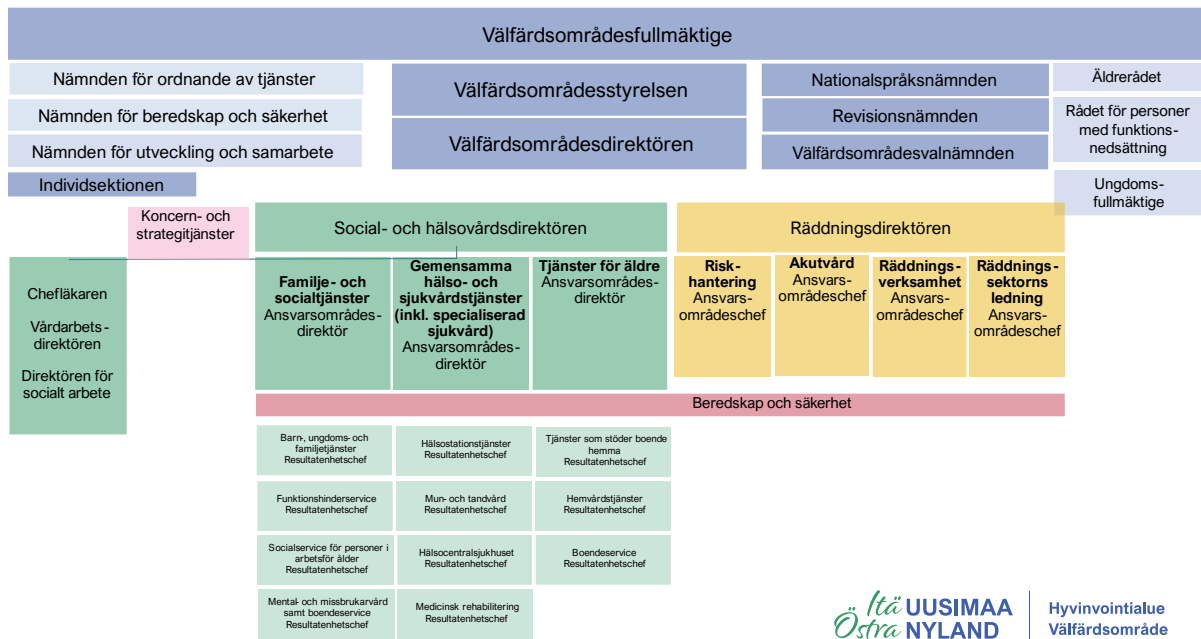 Välfärdsområdesfullmäktige
Nämnden för ordnande av tjänster
Nämnden för beredskap och säkerhet
Nämnden för utveckling och samarbete
Individsektionen
Välfärdsområdesstyrelsen
Välfärdsområdesdirektören
Nationalspråksnämnden
Revisionsnämnden
Välfärdsområdesvalnämnden
Äldrerådet
Rådet för personer
med funktions-
nedsättning
Ungdoms-
fullmäktige
Koncern- och
strategitjänster
Social- och hälsovårdsdirektören
Räddningsdirektören
Chefläkaren
Vårdarbets-
direktören
Direktören för
socialt arbete
Familje- och
socialtjänster
Ansvarsområdes-
direktör
Gemensamma
hälso- och
sjukvårdstjänster
(inkl. specialiserad
sjukvård)
Ansvarsområdes-
direktör
Tjänster för äldre
Ansvarsområdes-
direktör
Risk-
hantering
Ansvars-
områdeschef
Akutvård
Ansvars-
områdeschef
Räddnings-
verksamhet
Ansvars-
områdeschef
Räddnings-
sektorns
ledning
Ansvars-
områdeschef
Beredskap och säkerhet
Barn-, ungdoms- och
familjetjänster
Resultatenhetschef
Hälsostationstjänster
Resultatenhetschef
Tjänster som stöder boende
hemma
Resultatenhetschef
Funktionshinderservice
Resultatenhetschef
Mun- och tandvård
Resultatenhetschef
Hemvårdstjänster
Resultatenhetschef
Socialservice för personer i
arbetsför ålder
Resultatenhetschef
Hälsocentralsjukhuset
Resultatenhetschef
Boendeservice
Resultatenhetschef
Mental- och missbrukarvård
samt boendeservice
Resultatenhetschef
Medicinsk rehabilitering
Resultatenhetschef
Itä UUSIMAA
Östra NYLAND
Hyvinvointialue
Välfärdsområde